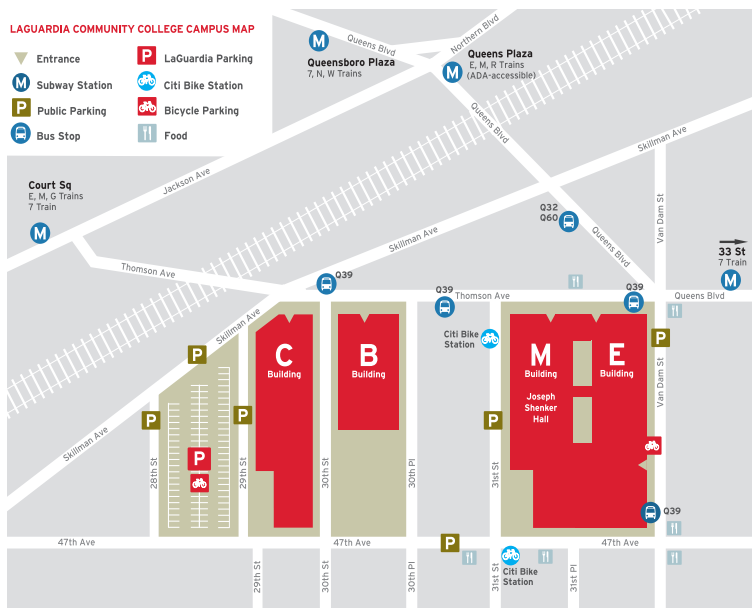 LAGUARDIA COMMUNITY COLLEGE CAMPUS MAP
Entrance
P LaGuardia Parking
M Subway Station
Citi Bike Station
P Public Parking
Bicycle Parking
Bus Stop
Food
M
Queensboro Plaza
7, N, W Trains
Queens Blvd
Northern Blvd
M
Queens Plaza
E, M, R Trains
(ADA-accessible)
Queens Blvd
Skillman Ave
Jackson Ave
Court Sq
E, M, G Trains
7 Train
M
Thomson Ave
Skillman Ave
Q32
Q60
Queens Blvd
Van Dam St
33 St
7 Train
M
Q39
Q39
Thomson Ave
Q39
Queens Blvd
Skillman Ave
Citi Bike
Station
P
P
C
Building
B
Building
M
Building
Joseph
Shenker
Hall
E
Building
Van Dam St
P
P
P
P
Skillman Ave
P
28th St
29th St
30th St
30th Pl
31st St
Q39
47th Ave
47th Ave
P
47th Ave
29th St
30th St
30th Pl
31st St
Citi Bike
Station
31st Pl